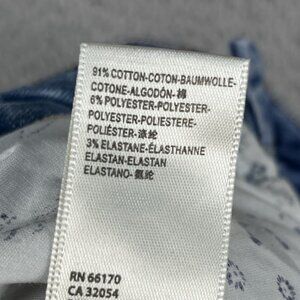 91% COTTON-COTON-BAUMWOLLE-
COTONE-ALGODÓN-棉
6% POLYESTER-POLYESTER-
POLYESTER-POLIESTERE-
POLIÉSTER-涤纶
3% ELASTANE-ÉLASTHANNE
ELASTAN-ELASTAN
ELASTANO-氨纶
RN 66170
CA 32054